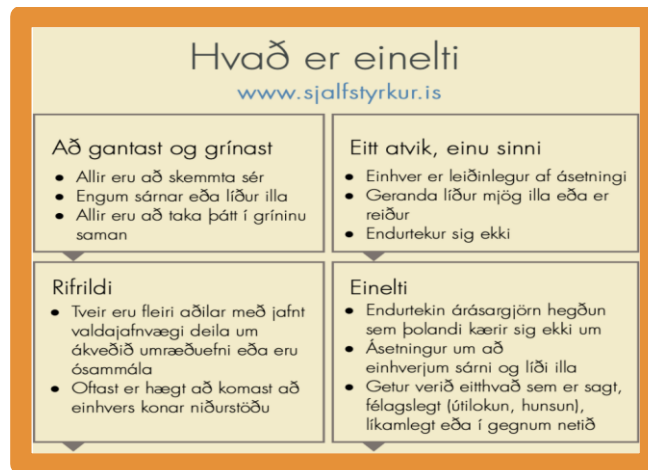 Hvað er einelti
www.sjalfstyrkur.is
Að gantast og grínast
• Allir eru að skemmta sér
• Engum sárnar eða líður illa
• Allir eru að taka þátt í gríninu
saman
Eitt atvik, einu sinni
• Einhver er leiðinlegur af ásetningi
• Geranda líður mjög illa eða er
reiður
• Endurtekur sig ekki
Rifrildi
• Tveir eru fleiri aðilar með jafnt
valdajafnvægi deila um
ákveðið umræðuefni eða eru
ósammála
• Oftast er hægt að komast að
einhvers konar niðurstöðu
Einelti
• Endurtekin árásargjörn hegðun
sem þolandi kærir sig ekki um
• Ásetningur um að
einhverjum sárni og líði illa
• Getur verið eitthvað sem er sagt,
félagslegt (útilokun, hunsun),
líkamlegt eða í gegnum netið